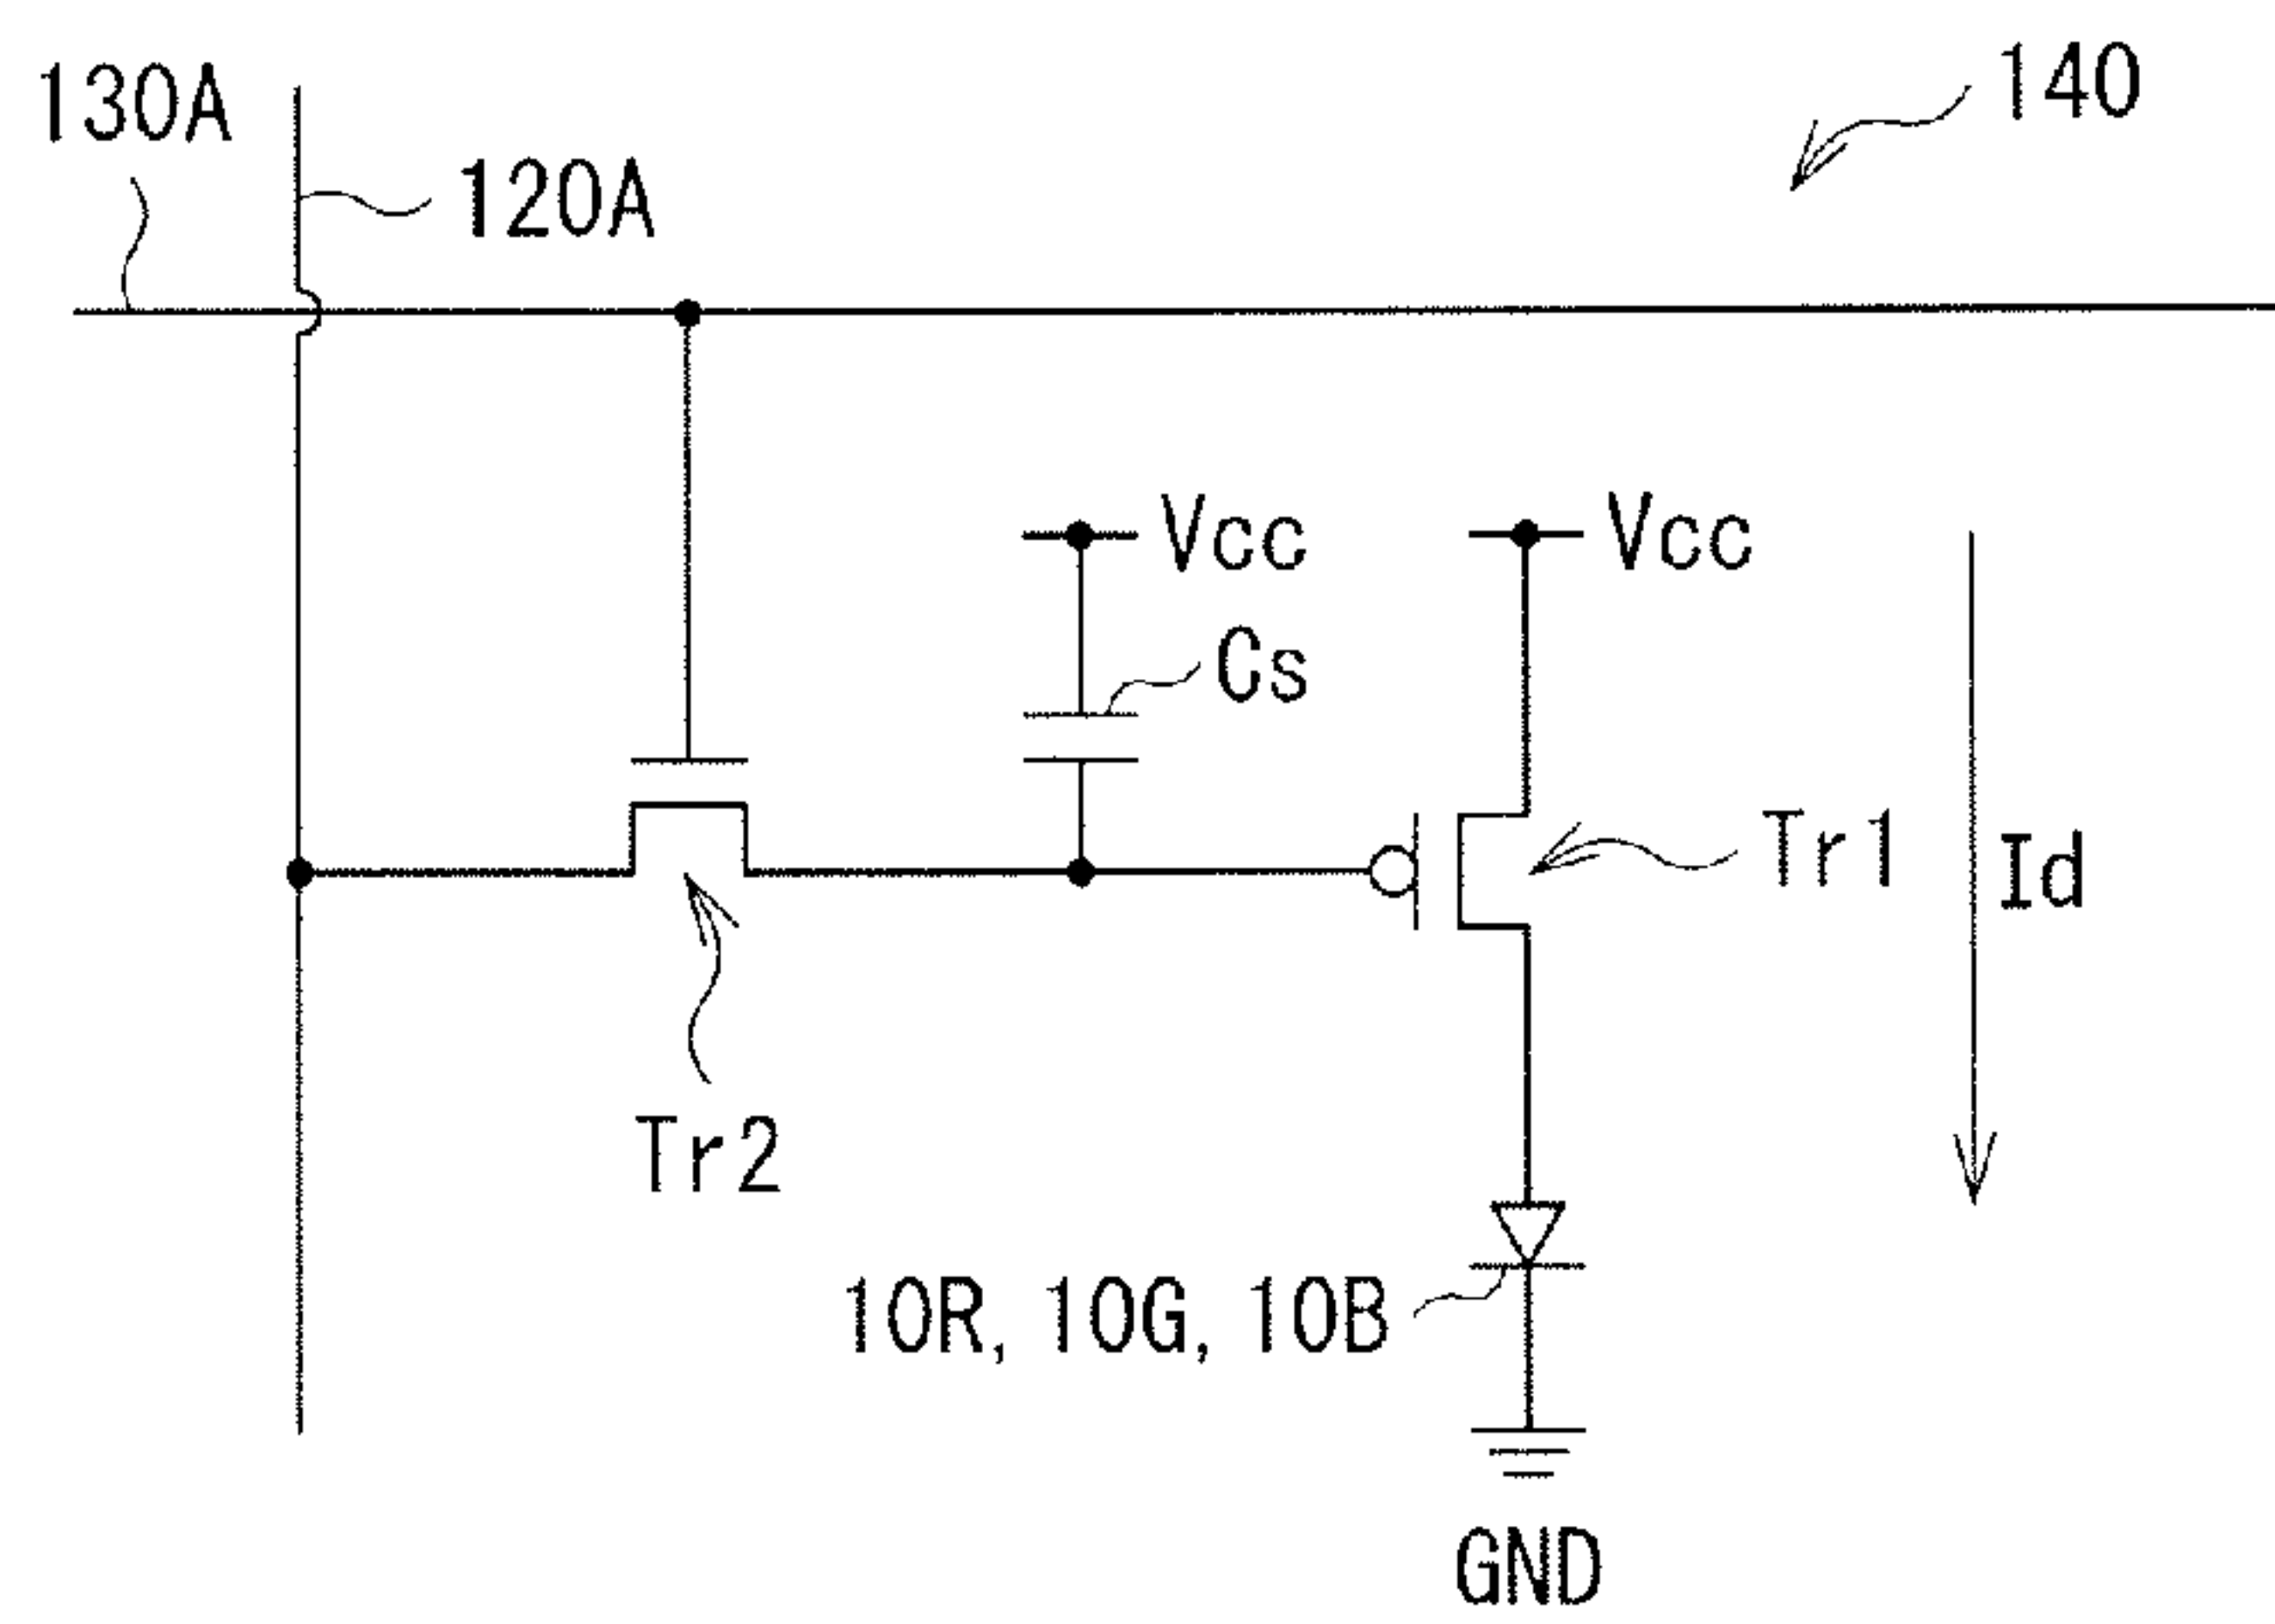 130A
140
120A
Vcc
Vcc
Cs
Tr1
Id
Tr2
10R, 10G, 10B
GND